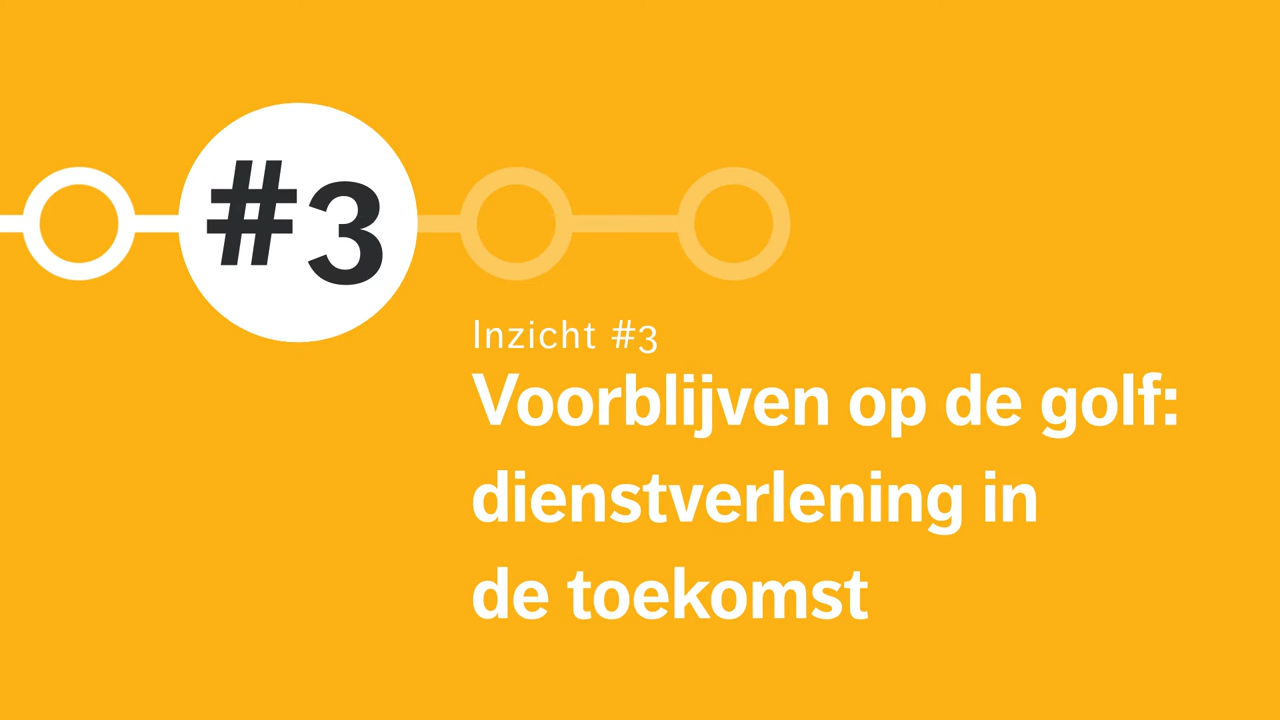 #3
Inzicht #3
Voorblijven op de golf:
dienstverlening in
de toekomst